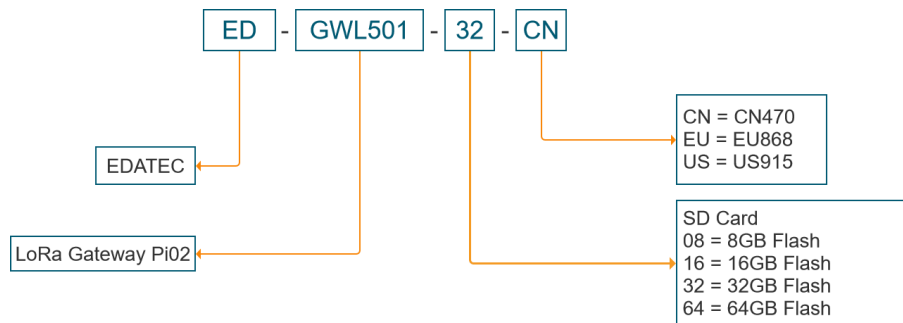 ED - GWL501 - 32 - CN
CN = CN470
EU = EU868
US = US915
EDATEC
SD Card
08 = 8GB Flash
16 = 16GB Flash
32 = 32GB Flash
64 = 64GB Flash
LoRa Gateway Pi02